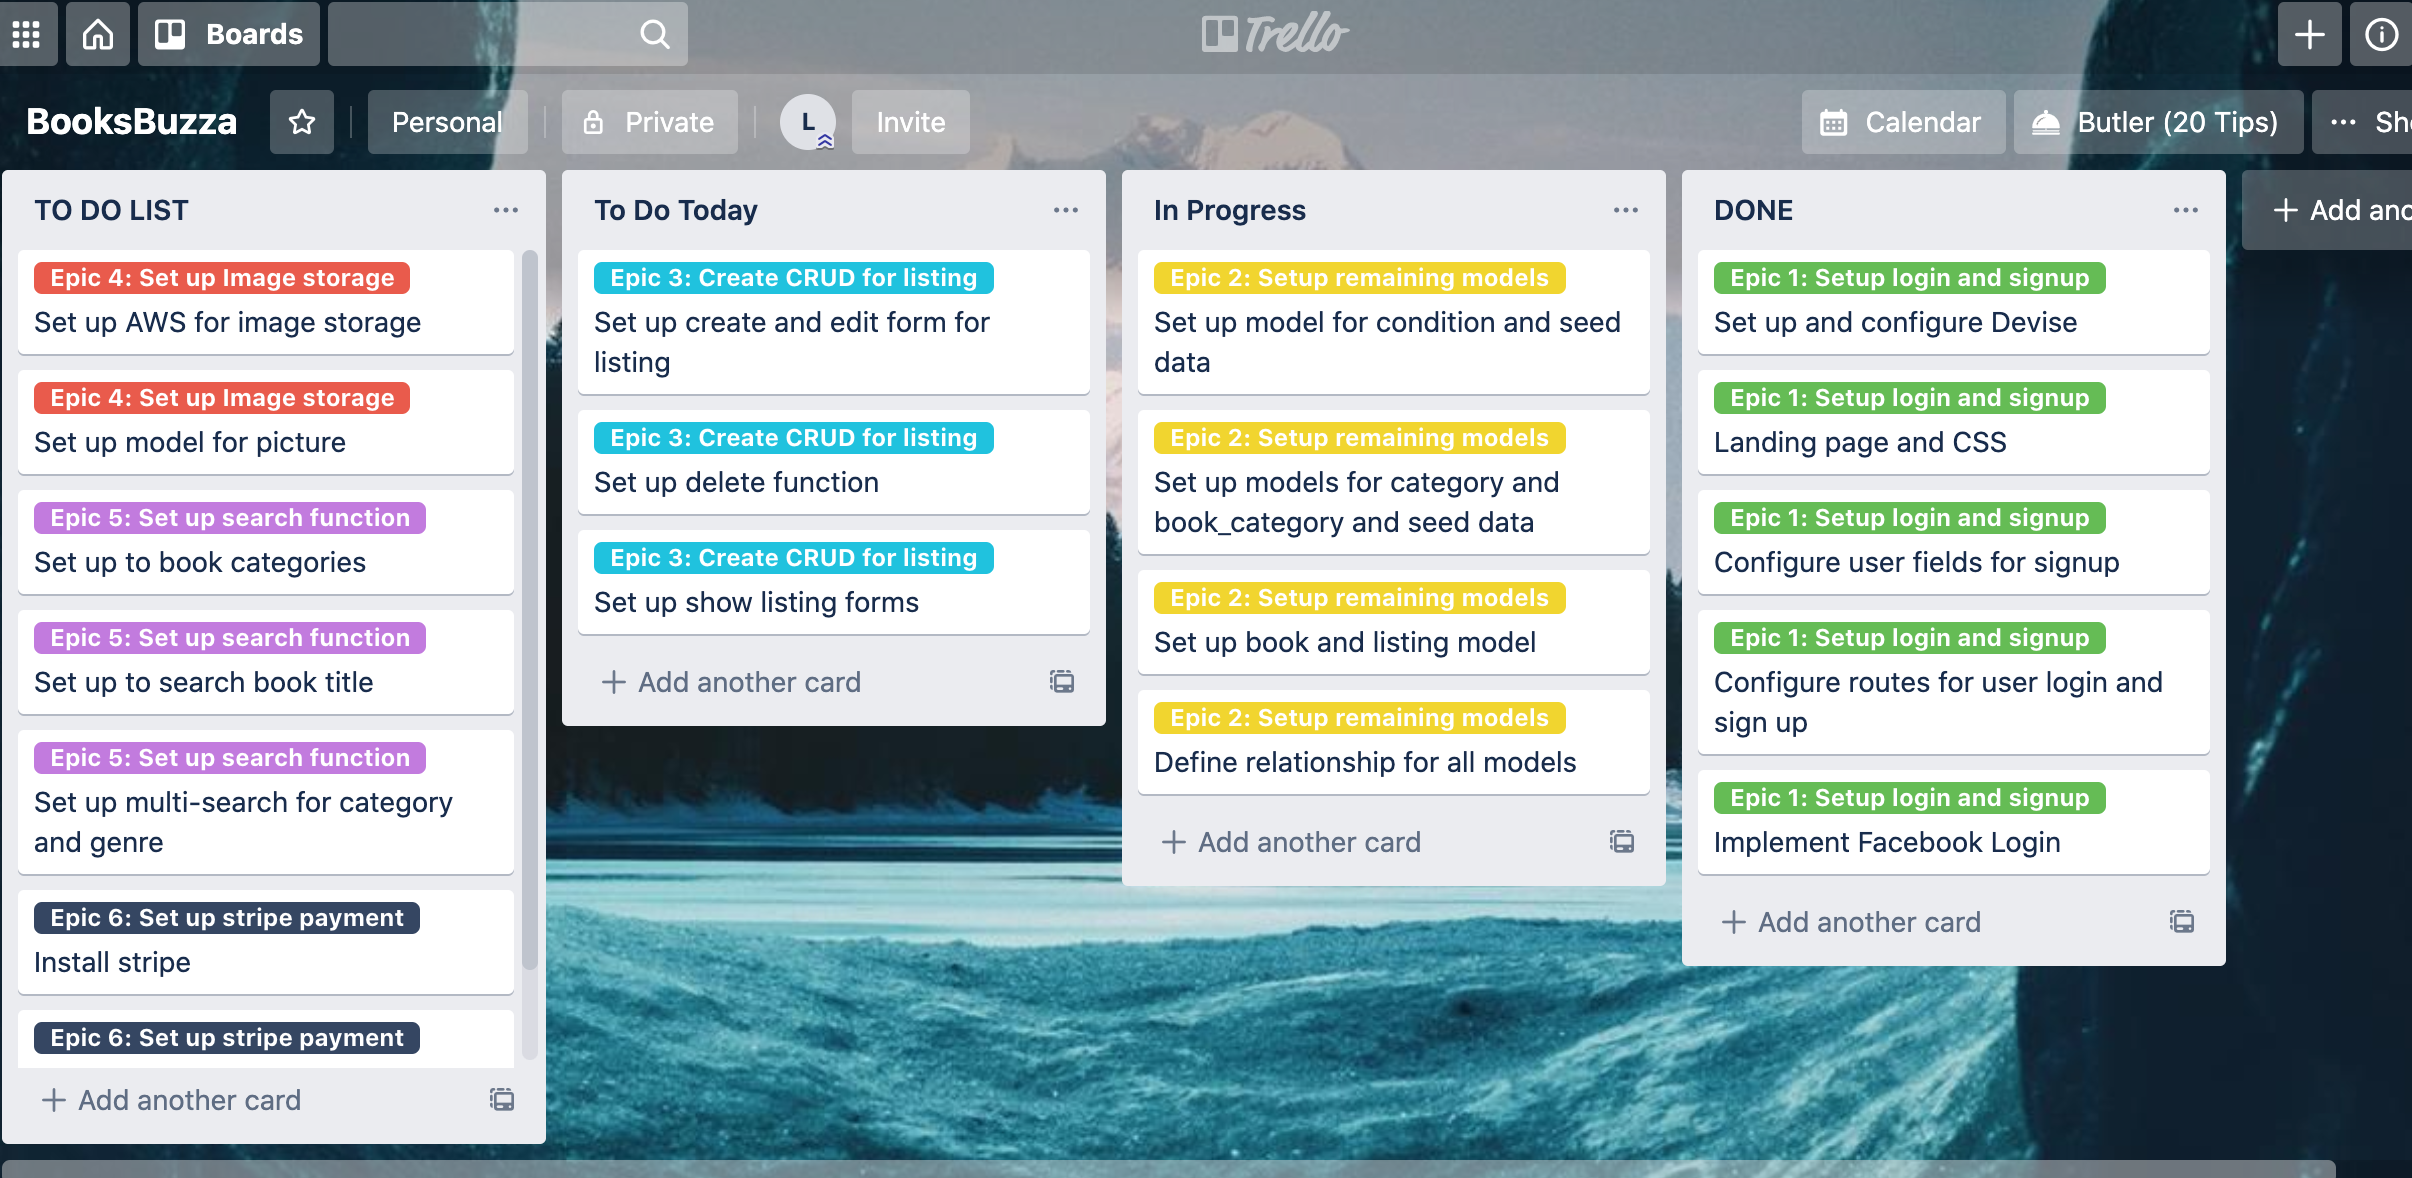 Boards
Trello
BooksBuzza
Personal
Private
L
Invite
Calendar
Butler (20 Tips)
TO DO LIST
Epic 4: Set up Image storage
Set up AWS for image storage
Epic 4: Set up Image storage
Set up model for picture
Epic 5: Set up search function
Set up to book categories
Epic 5: Set up search function
Set up to search book title
Epic 5: Set up search function
Set up multi-search for category
and genre
Epic 6: Set up stripe payment
Install stripe
Epic 6: Set up stripe payment
Add another card
To Do Today
Epic 3: Create CRUD for listing
Set up create and edit form for
listing
Epic 3: Create CRUD for listing
Set up delete function
Epic 3: Create CRUD for listing
Set up show listing forms
Add another card
In Progress
Epic 2: Setup remaining models
Set up model for condition and seed
data
Epic 2: Setup remaining models
Set up models for category and
book_category and seed data
Epic 2: Setup remaining models
Set up book and listing model
Epic 2: Setup remaining models
Define relationship for all models
Add another card
DONE
Epic 1: Setup login and signup
Set up and configure Devise
Epic 1: Setup login and signup
Landing page and CSS
Epic 1: Setup login and signup
Configure user fields for signup
Epic 1: Setup login and signup
Configure routes for user login and
sign up
Epic 1: Setup login and signup
Implement Facebook Login
Add another card
Add